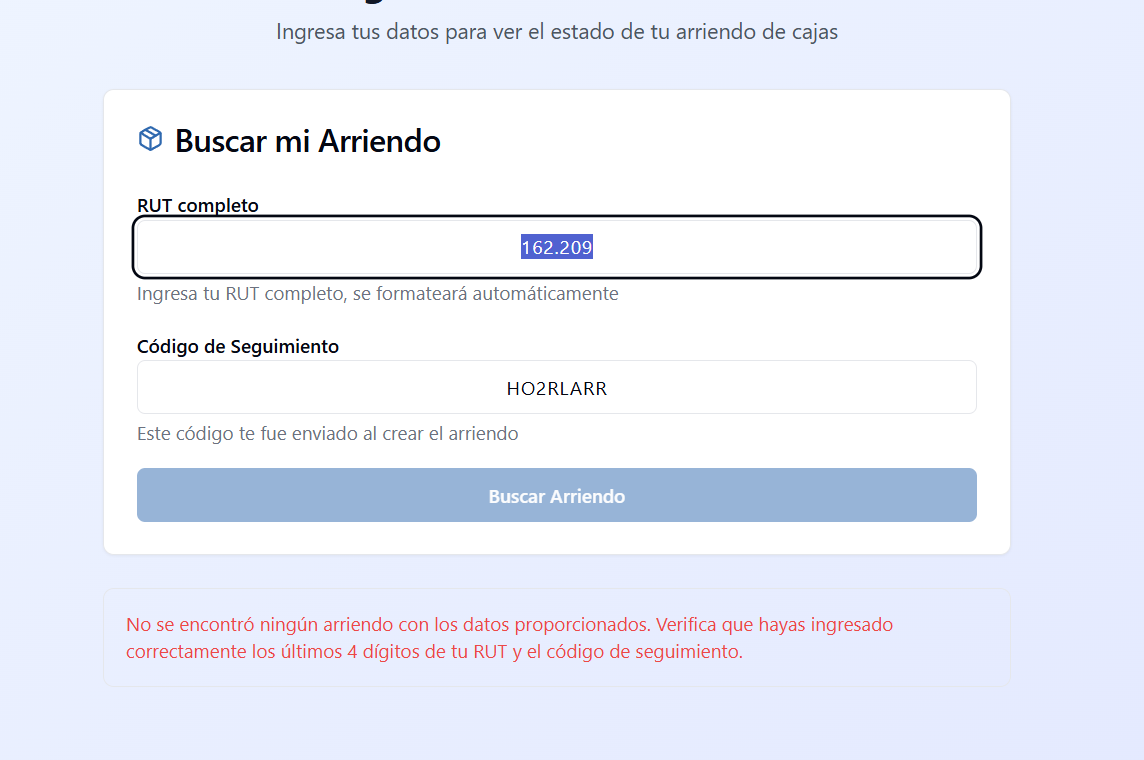 Ingresa tus datos para ver el estado de tu arriendo de cajas
Buscar mi Arriendo
RUT completo
162.209
Ingresa tu RUT completo, se formateará automáticamente
Código de Seguimiento
HO2RLARR
Este código te fue enviado al crear el arriendo
Buscar Arriendo
No se encontró ningún arriendo con los datos proporcionados. Verifica que hayas ingresado
correctamente los últimos 4 dígitos de tu RUT y el código de seguimiento.